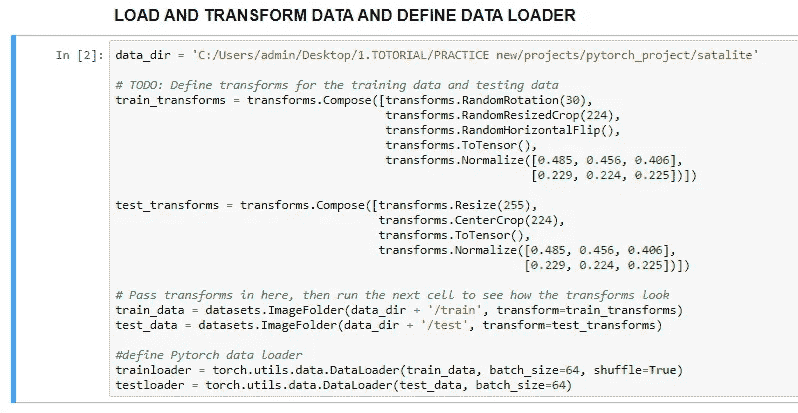 LOAD AND TRANSFORM DATA AND DEFINE DATA LOADER
In [2]: data_dir = 'C:/Users/admin/Desktop/1.TOTORIAL/PRACTICE new/projects/pytorch_project/satalite'
# TODO: Define transforms for the training data and testing data
train_transforms = transforms.Compose([transforms.RandomRotation(30),
transforms.RandomResizedCrop(224),
transforms.RandomHorizontalFlip(),
transforms.ToTensor(),
transforms.Normalize([0.485, 0.456, 0.406],
[0.229, 0.224, 0.225])])
test_transforms = transforms.Compose([transforms.Resize(255),
transforms.CenterCrop(224),
transforms.ToTensor(),
transforms.Normalize([0.485, 0.456, 0.406],
[0.229, 0.224, 0.225])])
# Pass transforms in here, then run the next cell to see how the transforms look
train_data = datasets.ImageFolder(data_dir + '/train', transform=train_transforms)
test_data = datasets.ImageFolder(data_dir + '/test', transform=test_transforms)
#define Pytorch data loader
trainloader = torch.utils.data.DataLoader(train_data, batch_size=64, shuffle=True)
testloader = torch.utils.data.DataLoader(test_data, batch_size=64)